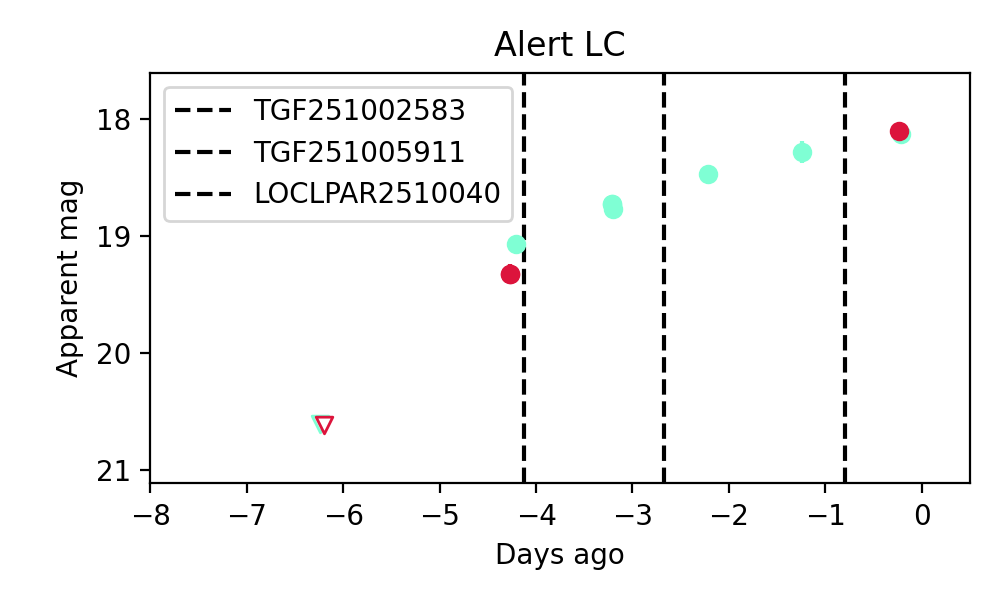 Alert LC
TGF251002583
TGF251005911
LOCLPAR2510040
Apparent mag
18
19
20
21
−8 −7 −6 −5 −4 −3 −2 −1 0
Days ago